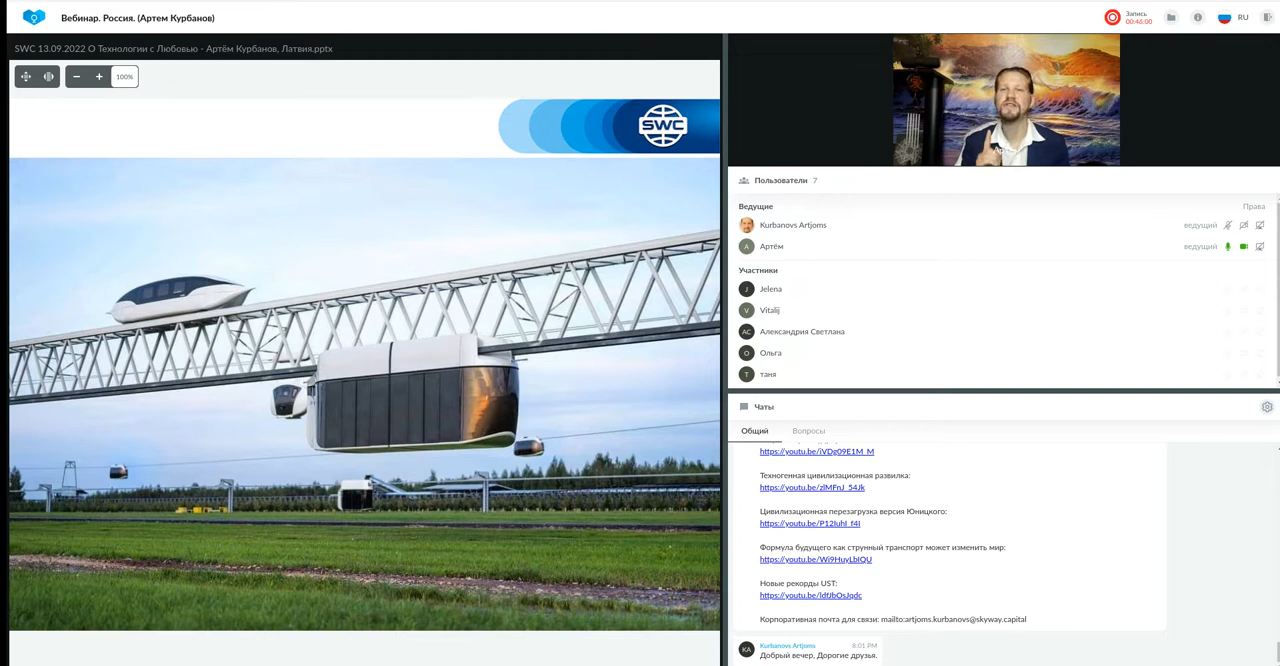 Вебинар. Россия. (Артем Курбанов)
Запись
00:46:00
RU
SWC 13.09.2022 О Технологии с Любовью - Артём Курбанов, Латвия.pptx
100%
SWC
Пользователи 7
Ведущие
Права
Kurbanovs Artjoms
ведущий
А
Артём
ведущий
Участники
J
Jelena
V
Vitalij
АС
Александрия Светлана
О
Ольга
Т
таня
Чаты
Общий
Вопросы
https://youtu.be/iVDg09E1M_M
Техногенная цивилизационная развилка:
https://youtu.be/zlMFnJ_54Jk
Цивилизационная перезагрузка версия Юницкого:
https://youtu.be/P12IuhI_f4I
Формула будущего как струнный транспорт может изменить мир:
https://youtu.be/Wi9HuyLbIQU
Новые рекорды UST:
https://youtu.be/ldfJbOsJqdc
Корпоративная почта для связи: mailto:artjoms.kurbanovs@skyway.capital
KA
Kurbanovs Artjoms
8:01 PM
Добрый вечер. Дорогие друзья.